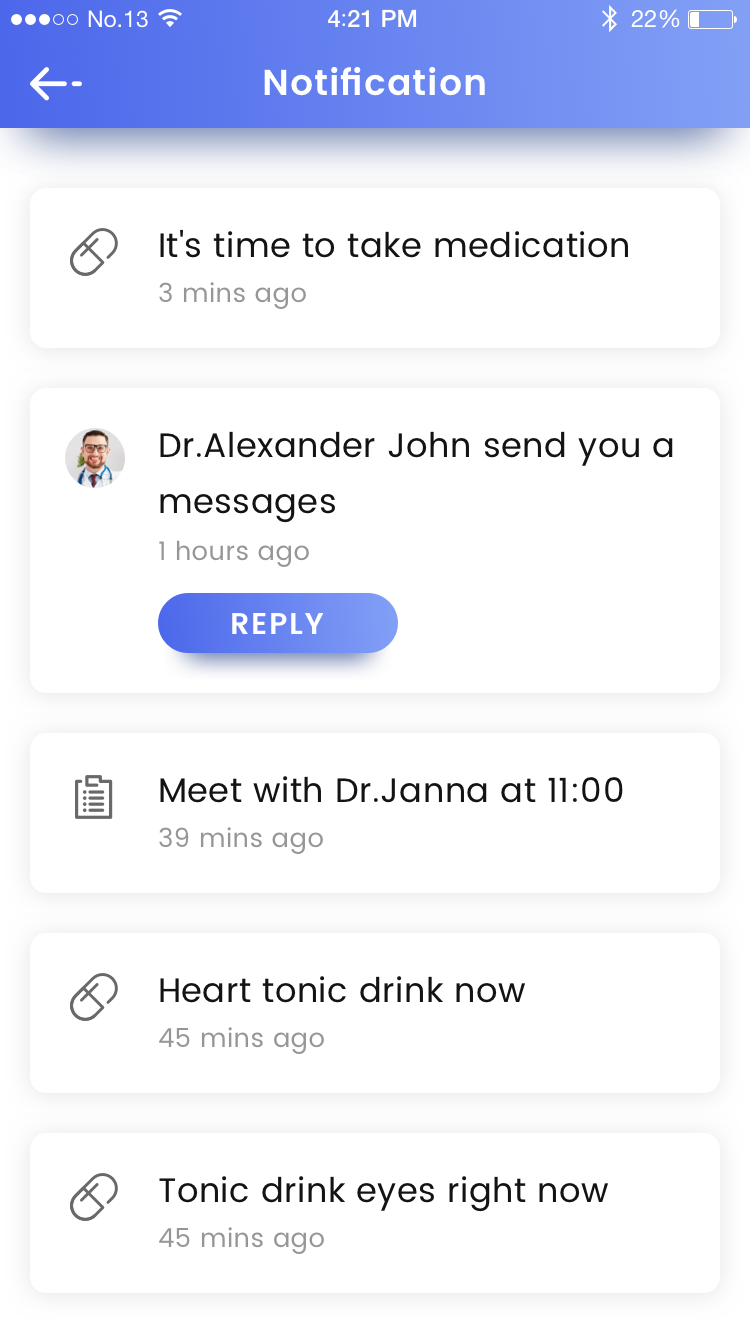 No.13 4:21 PM 22%
Notification
It's time to take medication
3 mins ago
Dr.Alexander John send you a
messages
1 hours ago
REPLY
Meet with Dr.Janna at 11:00
39 mins ago
Heart tonic drink now
45 mins ago
Tonic drink eyes right now
45 mins ago